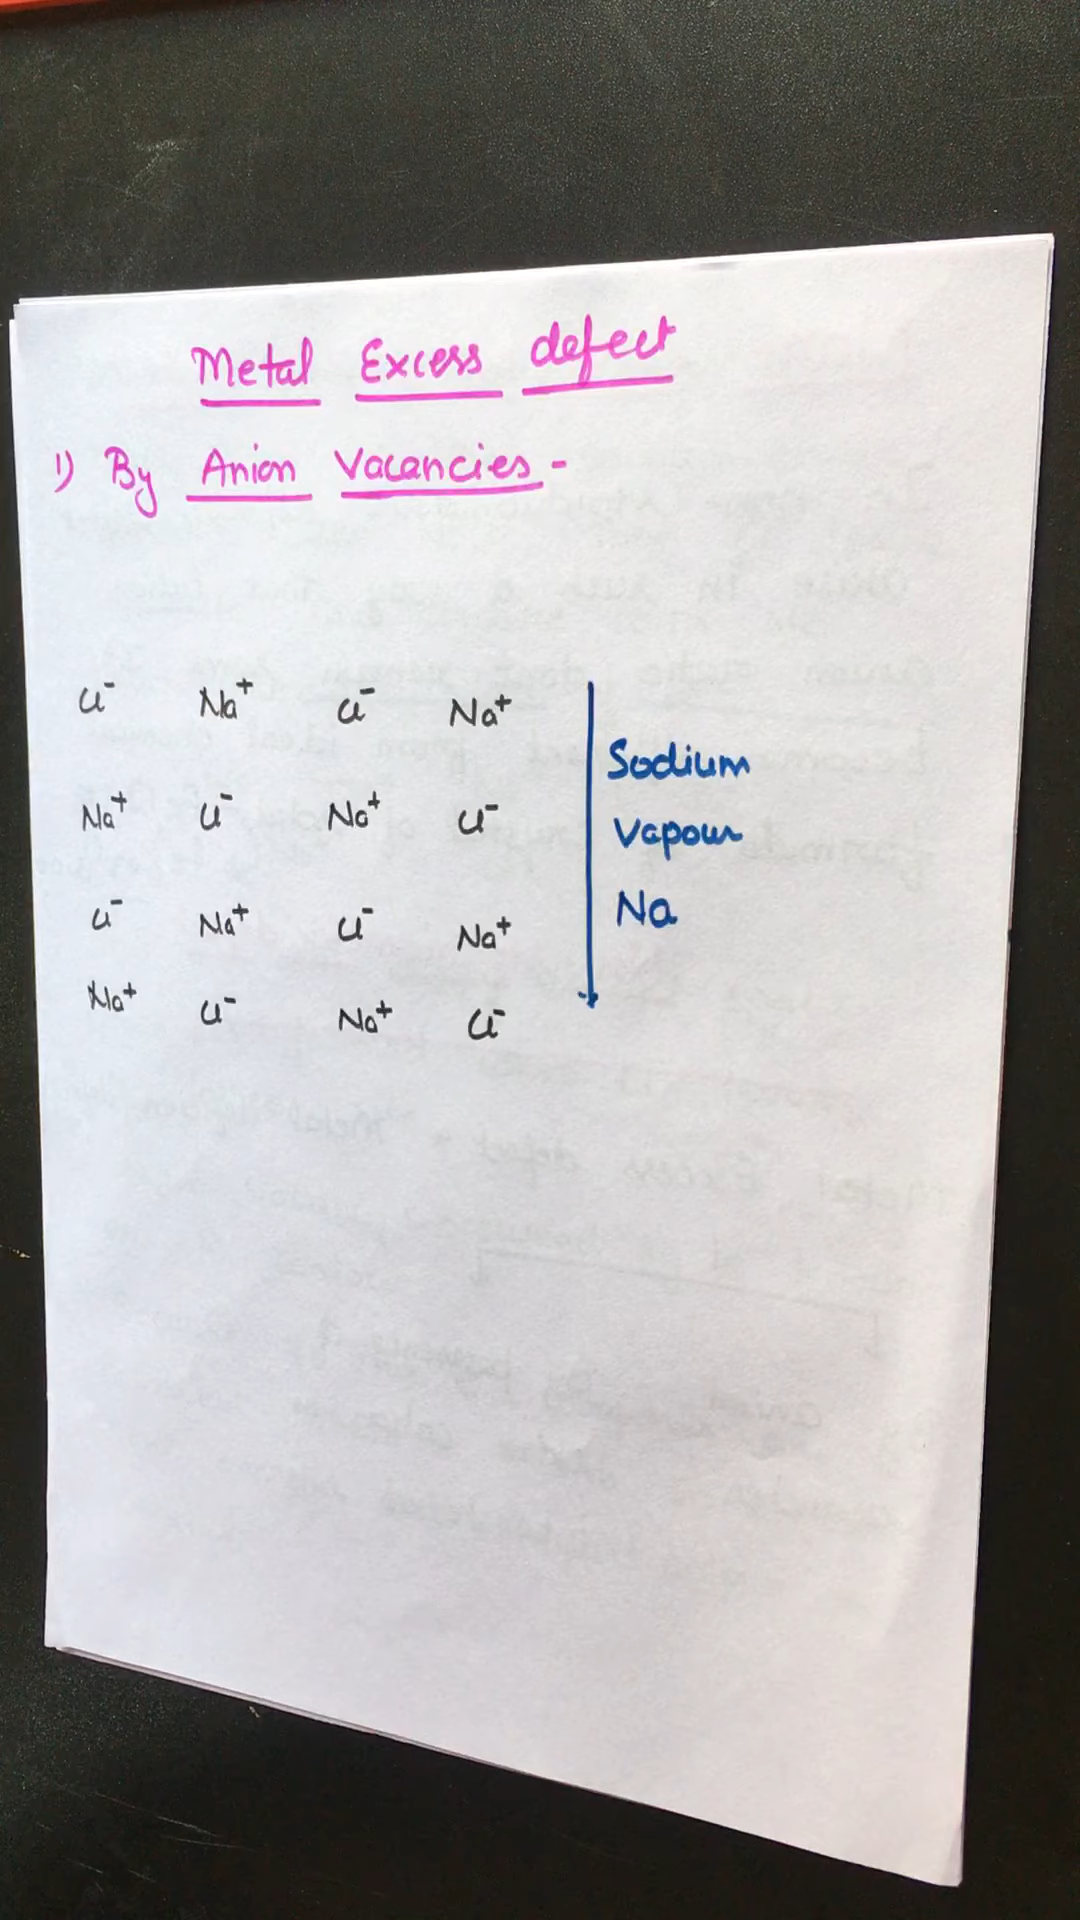 Metal Excess defect
1) By Anion Vacancies -
Cl⁻ Na⁺ Cl⁻ Na⁺
Na⁺ Cl⁻ Na⁺ Cl⁻
Cl⁻ Na⁺ Cl⁻ Na⁺
Na⁺ Cl⁻ Na⁺ Cl⁻
Sodium
Vapour
Na